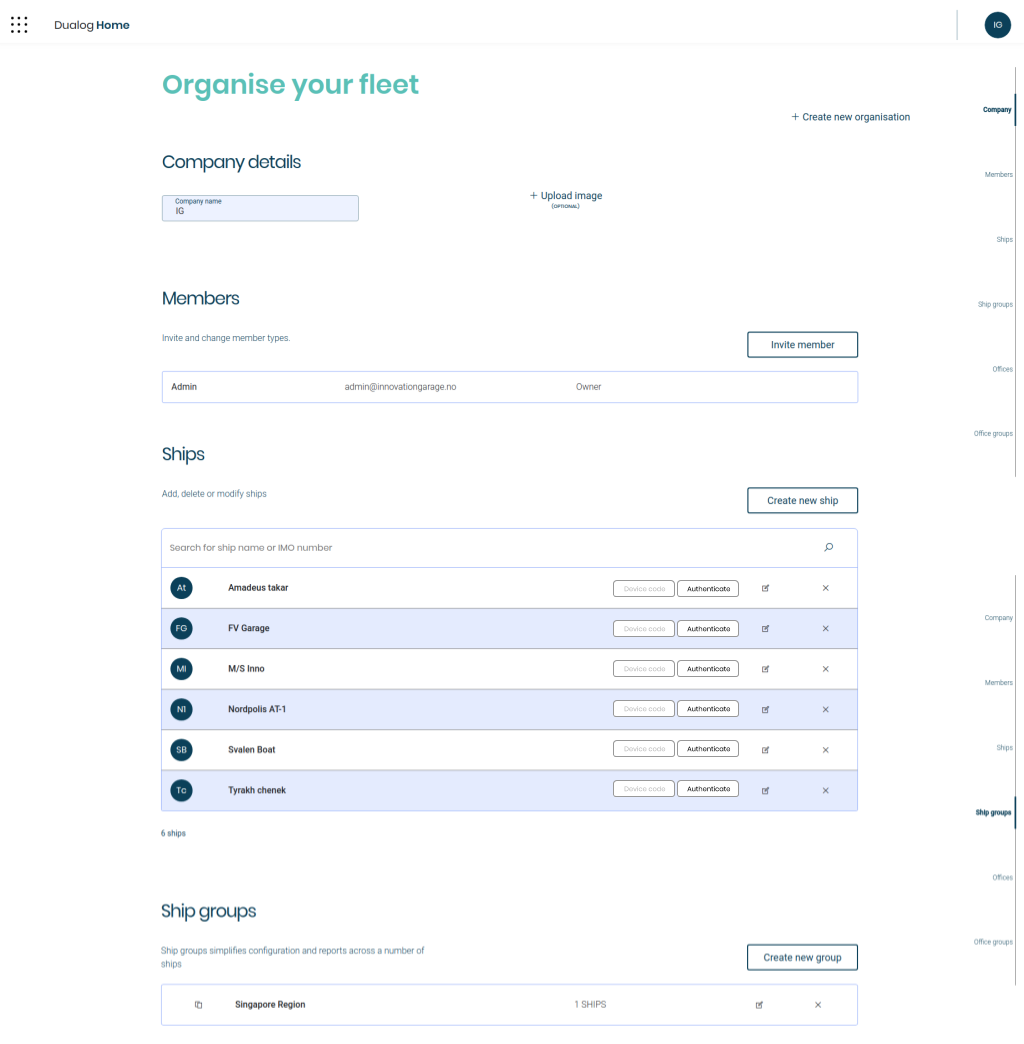 Dualog Home
IG
Organise your fleet
+ Create new organisation
Company details
Company name
IG
+ Upload image
(OPTIONAL)
Members
Invite and change member types.
Invite member
Admin admin@innovationgarage.no Owner
Ships
Add, delete or modify ships
Create new ship
Search for ship name or IMO number
At Amadeus takar Device code Authenticate
FG FV Garage Device code Authenticate
MI M/S Inno Device code Authenticate
N1 Nordpolis AT-1 Device code Authenticate
SB Svalen Boat Device code Authenticate
Tc Tyrakh chenek Device code Authenticate
6 ships
Ship groups
Ship groups simplifies configuration and reports across a number of
ships
Create new group
Singapore Region 1 SHIPS
Company
Members
Ships
Ship groups
Offices
Office groups
Company
Members
Ships
Ship groups
Offices
Office groups